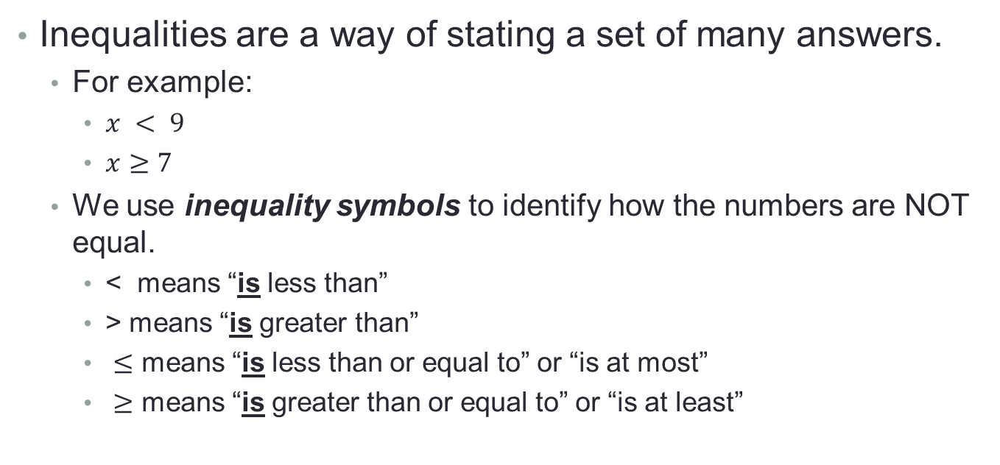 • Inequalities are a way of stating a set of many answers.
• For example:
• x < 9
• x ≥ 7
• We use inequality symbols to identify how the numbers are NOT
equal.
• < means “is less than”
• > means “is greater than”
• ≤ means “is less than or equal to” or “is at most”
• ≥ means “is greater than or equal to” or “is at least”